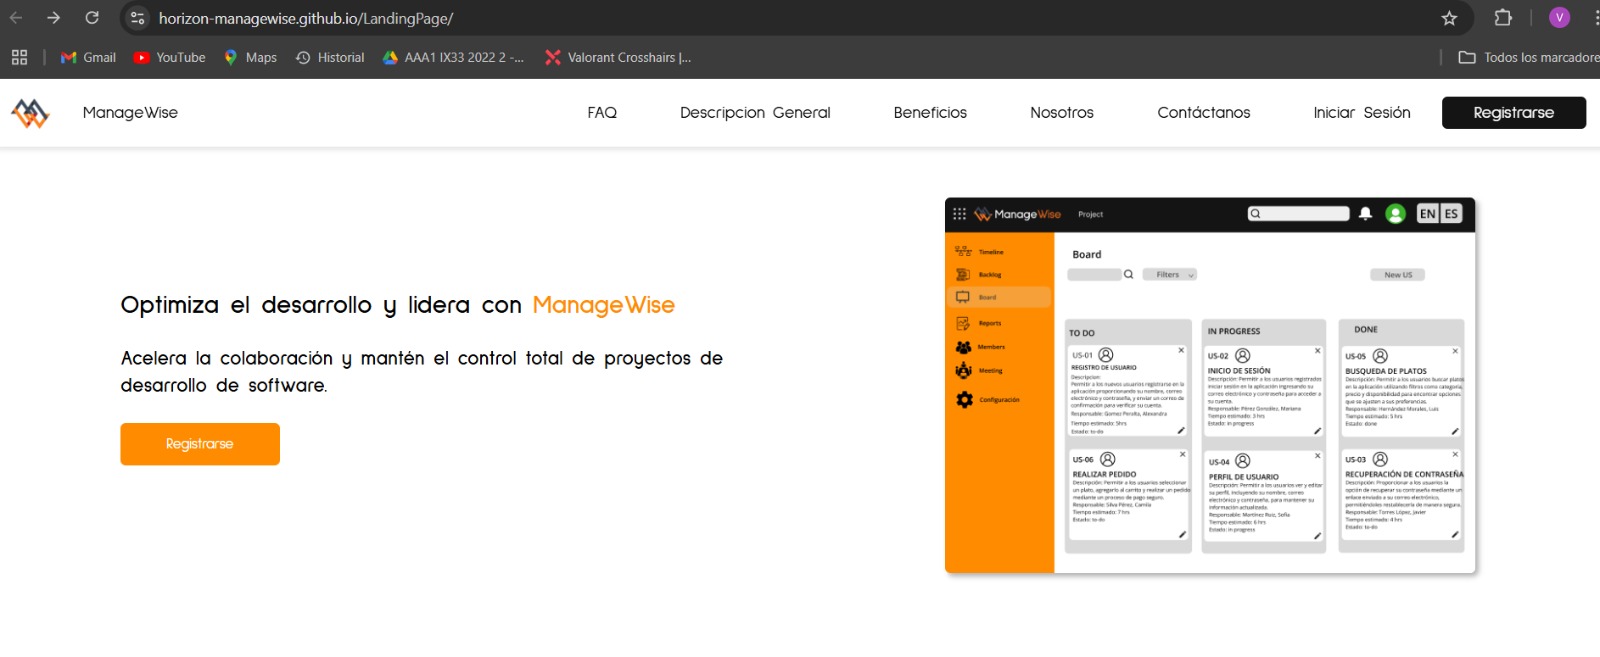 horizon-managewise.github.io/LandingPage/
V
Gmail
YouTube
Maps
Historial
AAA1 IX33 2022 2 -...
Valorant Crosshairs |...
Todos los marcadore
ManageWise
FAQ
Descripcion General
Beneficios
Nosotros
Contáctanos
Iniciar Sesión
Registrarse
Optimiza el desarrollo y lidera con ManageWise
Acelera la colaboración y mantén el control total de proyectos de
desarrollo de software.
Registrarse
ManageWise
Project
EN ES
Timeline
Backlog
Board
Reports
Members
Meeting
Configuración
Board
Filters
New US
TO DO
US-01
REGISTRO DE USUARIO
Descripcion:
Permitir a los nuevos usuarios registrarse en la
aplicación proporcionando su nombre, correo
electrónico y contraseña, y enviar un correo de
confirmación para verificar su cuenta.
Responsable: Gomez Peralta, Alexandra
Tiempo estimado: 5hrs
Estado: to-do
US-06
REALIZAR PEDIDO
Descripción: Permitir a los usuarios seleccionar
un plato, agregarlo al carrito y realizar un pedido
mediante un proceso de pago seguro.
Responsable: Silva Pérez, Camila
Tiempo estimado: 7 hrs
Estado: to-do
IN PROGRESS
US-02
INICIO DE SESIÓN
Descripción: Permitir a los usuarios registrados
iniciar sesión en la aplicación ingresando su
correo electrónico y contraseña para acceder a
su cuenta.
Responsable: Pérez González, Mariana
Tiempo estimado: 3 hrs
Estado: in progress
US-04
PERFIL DE USUARIO
Descripción: Permitir a los usuarios ver y editar
su perfil, incluyendo su nombre, correo
electrónico y contraseña, para mantener su
información actualizada.
Responsable: Martínez Ruiz, Sofía
Tiempo estimado: 6 hrs
Estado: in progress
DONE
US-05
BUSQUEDA DE PLATOS
Descripción: Permitir a los usuarios buscar platos
en la aplicación utilizando filtros como categoría,
precio y disponibilidad para encontrar opciones
que se ajusten a sus preferencias.
Responsable: Hernández Morales, Luis
Tiempo estimado: 5 hrs
Estado: done
US-03
RECUPERACIÓN DE CONTRASEÑA
Descripción: Proporcionar a los usuarios la
opción de recuperar su contraseña mediante un
enlace enviado a su correo electrónico,
permitiéndoles restablecerla de manera segura.
Responsable: Torres López, Javier
Tiempo estimado: 4 hrs
Estado: to-do